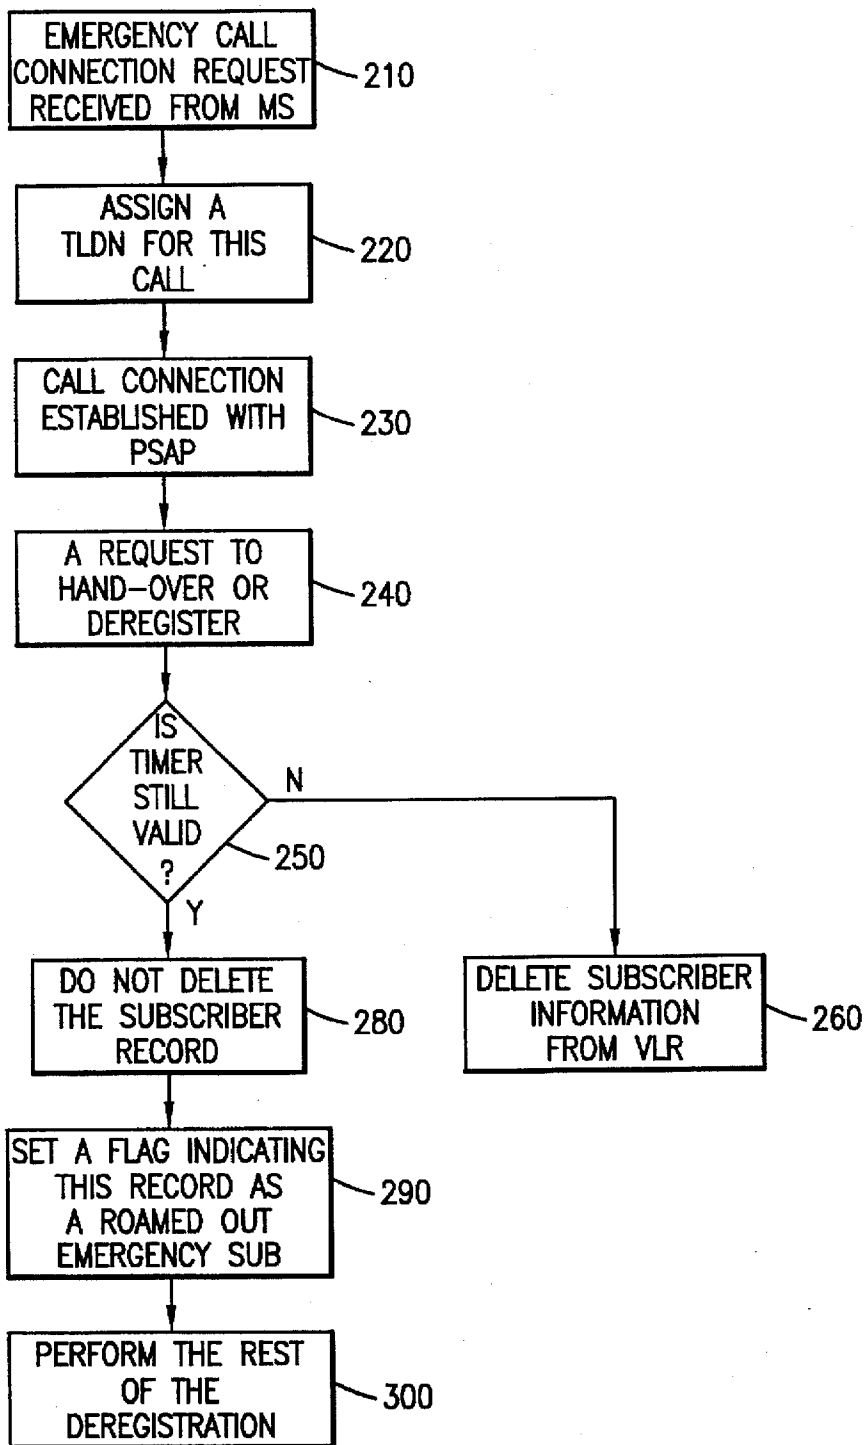 EMERGENCY CALL
CONNECTION REQUEST
RECEIVED FROM MS
210
ASSIGN A
TLDN FOR THIS
CALL
220
CALL CONNECTION
ESTABLISHED WITH
PSAP
230
A REQUEST TO
HAND-OVER OR
DEREGISTER
240
IS
TIMER
STILL
VALID
?
250
N
Y
DO NOT DELETE
THE SUBSCRIBER
RECORD
280
DELETE SUBSCRIBER
INFORMATION
FROM VLR
260
SET A FLAG INDICATING
THIS RECORD AS
A ROAMED OUT
EMERGENCY SUB
290
PERFORM THE REST
OF THE
DEREGISTRATION
300